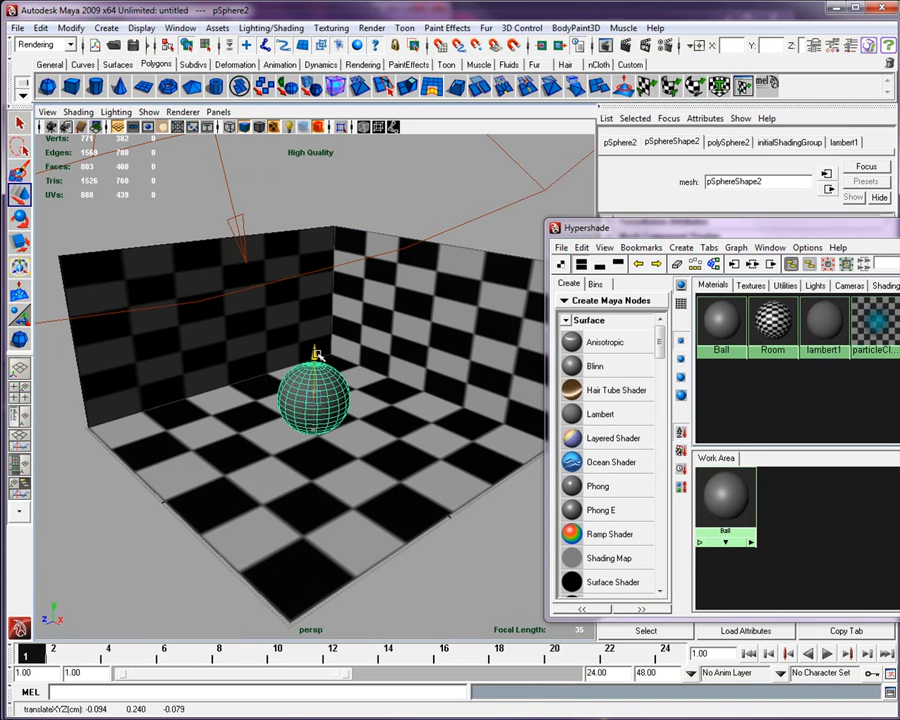 Autodesk Maya 2009 x64 Unlimited: untitled --- pSphere2
File Edit Modify Create Display Window Assets Lighting/Shading Texturing Render Toon Paint Effects Fur 3D Control BodyPaint3D Muscle Help
Rendering X: Y: Z:
General Curves Surfaces Polygons Subdivs Deformation Animation Dynamics Rendering PaintEffects Toon Muscle Fluids Fur Hair nCloth Custom
mel
View Shading Lighting Show Renderer Panels
List Selected Focus Attributes Show Help
Verts: 771 382 0
Edges: 1569 780 0
Faces: 803 400 0
Tris: 1526 760 0
UVs: 888 439 0
High Quality
pSphere2 pSphereShape2 polySphere2 initialShadingGroup lambert1
Focus
Presets
mesh: pSphereShape2
Show Hide
Hypershade
File Edit View Bookmarks Create Tabs Graph Window Options Help
Create Bins
Materials Textures Utilities Lights Cameras Shading
Create Maya Nodes
Surface
Anisotropic
Blinn
Hair Tube Shader
Lambert
Layered Shader
Ocean Shader
Phong
Phong E
Ramp Shader
Shading Map
Surface Shader
<< >>
Ball Room lambert1 particleCl...
Work Area
Ball
z x
persp
Focal Length: 35
Select Load Attributes Copy Tab
1 2 4 6 8 10 12 14 16 18 20 22 24
1.00
1.00 1.00 24.00 48.00 No Anim Layer No Character Set
MEL
translateXYZ(cm): -0.094 0.240 -0.079